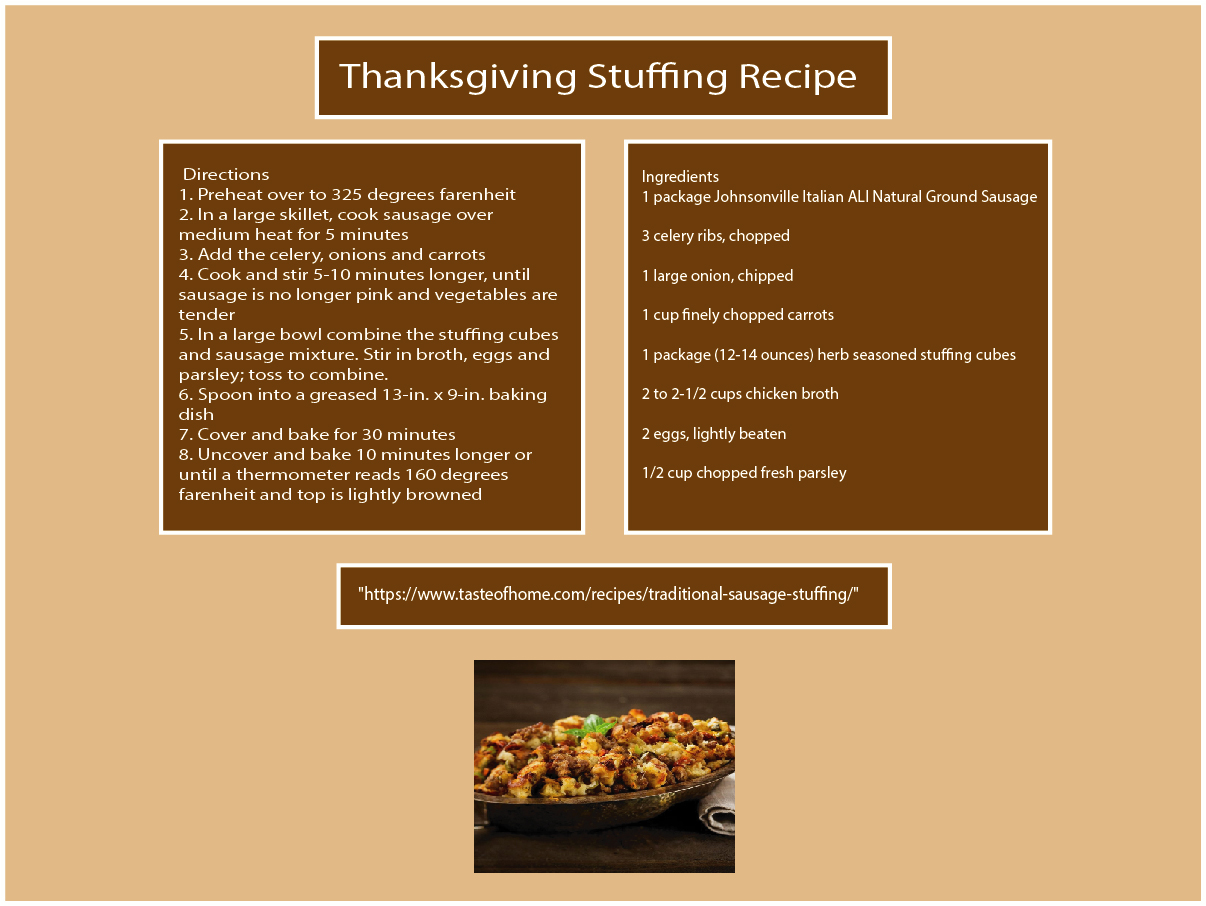 Thanksgiving Stuffing Recipe
Directions
1. Preheat over to 325 degrees farenheit
2. In a large skillet, cook sausage over
medium heat for 5 minutes
3. Add the celery, onions and carrots
4. Cook and stir 5-10 minutes longer, until
sausage is no longer pink and vegetables are
tender
5. In a large bowl combine the stuffing cubes
and sausage mixture. Stir in broth, eggs and
parsley; toss to combine.
6. Spoon into a greased 13-in. x 9-in. baking
dish
7. Cover and bake for 30 minutes
8. Uncover and bake 10 minutes longer or
until a thermometer reads 160 degrees
farenheit and top is lightly browned
Ingredients
1 package Johnsonville Italian ALl Natural Ground Sausage
3 celery ribs, chopped
1 large onion, chipped
1 cup finely chopped carrots
1 package (12-14 ounces) herb seasoned stuffing cubes
2 to 2-1/2 cups chicken broth
2 eggs, lightly beaten
1/2 cup chopped fresh parsley
"https://www.tasteofhome.com/recipes/traditional-sausage-stuffing/"